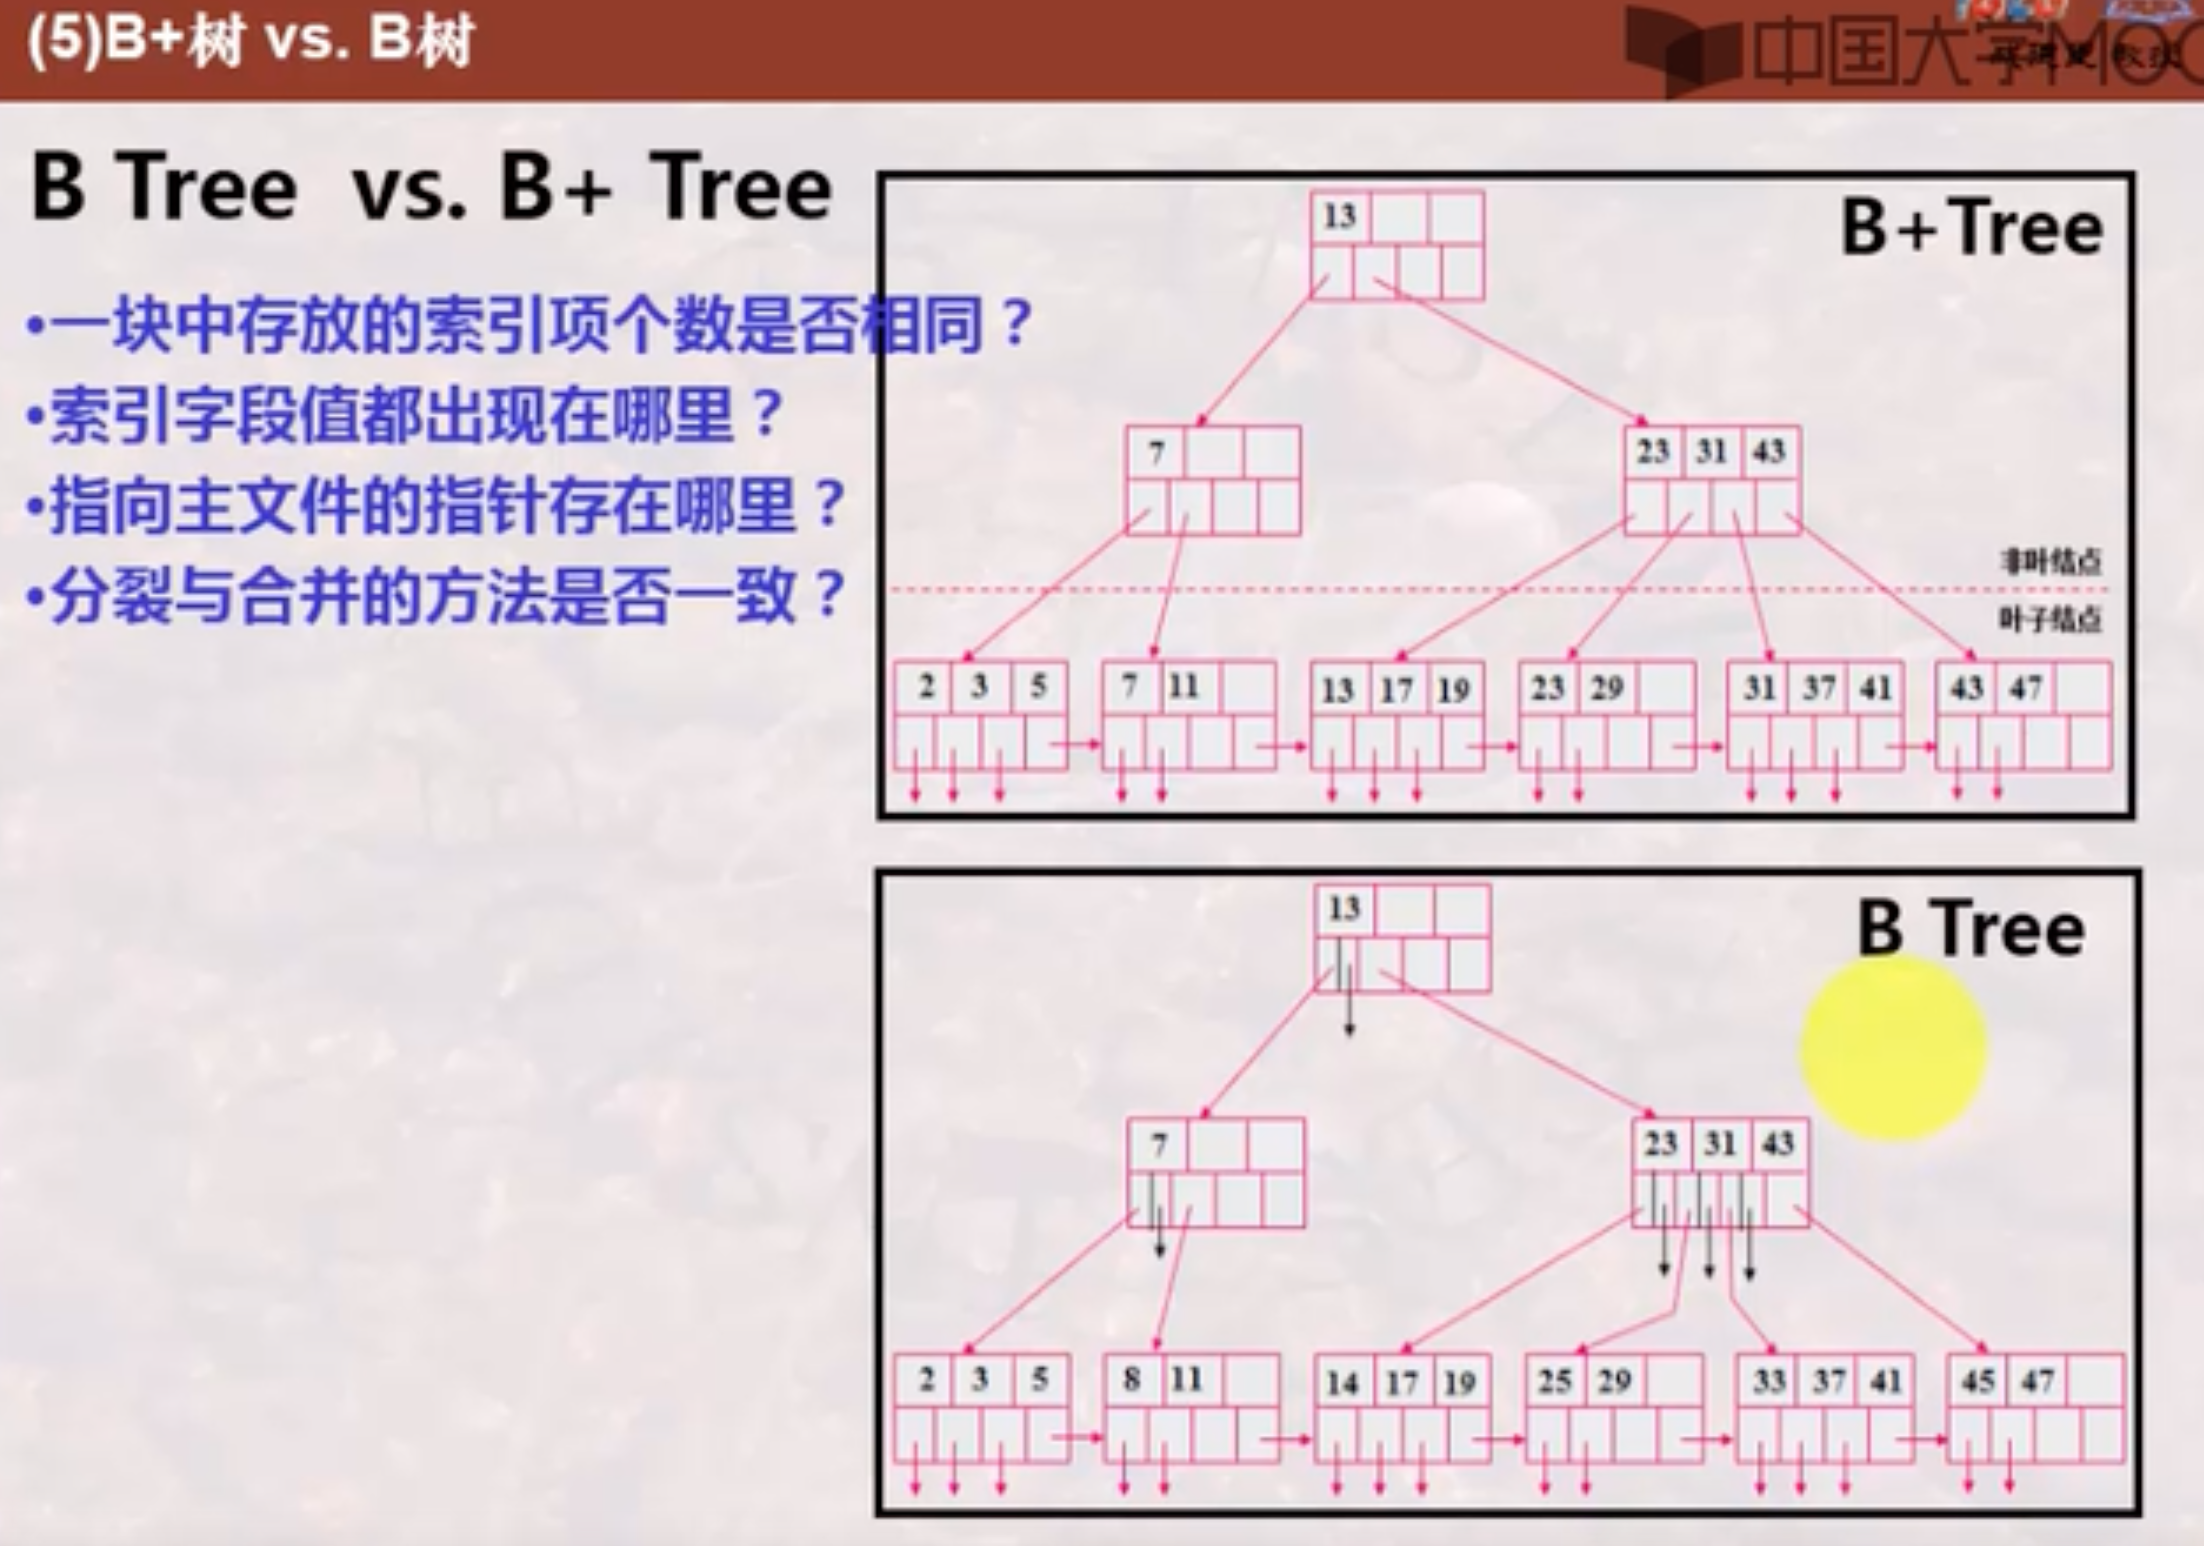 (5)B+树 vs. B树
中国大学MOO
B Tree vs. B+ Tree
•一块中存放的索引项个数是否相同？
•索引字段值都出现在哪里？
•指向主文件的指针存在哪里？
•分裂与合并的方法是否一致？
B+Tree
13
7
23 31 43
非叶结点
叶子结点
2 3 5 7 11 13 17 19 23 29 31 37 41 43 47
B Tree
13
7
23 31 43
2 3 5 8 11 14 17 19 25 29 33 37 41 45 47